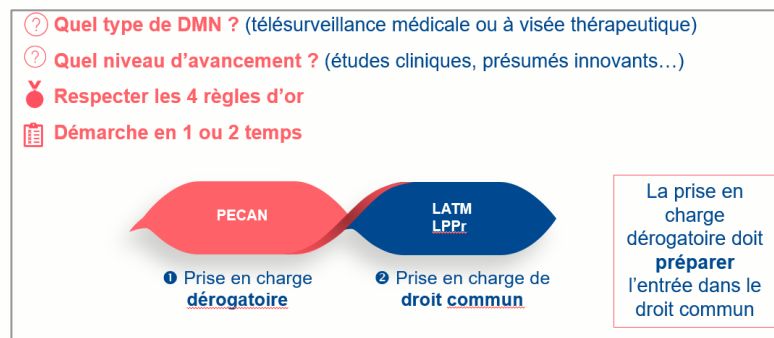 Quel type de DMN ? (télésurveillance médicale ou à visée thérapeutique)
Quel niveau d’avancement ? (études cliniques, présumés innovants…)
Respecter les 4 règles d’or
Démarche en 1 ou 2 temps
PECAN
LATM
LPPr
❶ Prise en charge
dérogatoire
❷ Prise en charge de
droit commun
La prise en
charge
dérogatoire doit
préparer
l’entrée dans le
droit commun